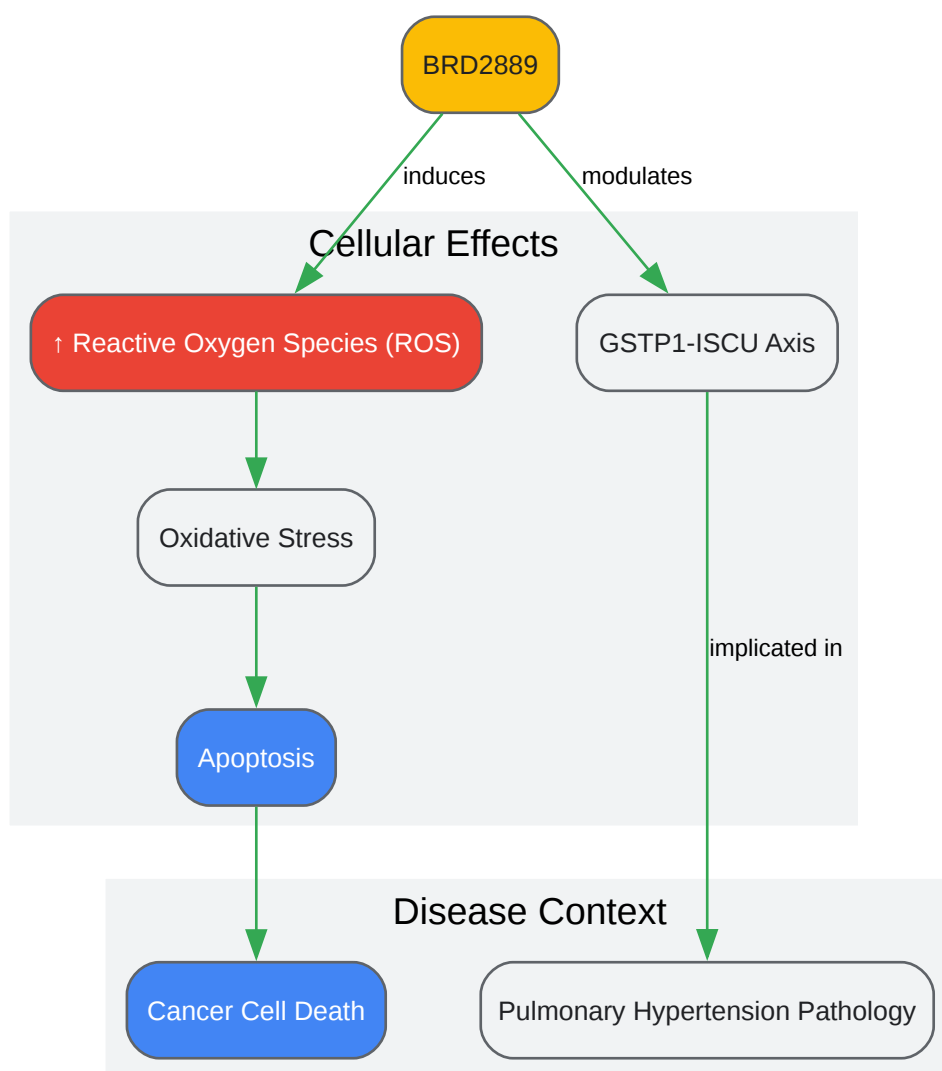 BRD2889
induces
modulates
Cellular Effects
↑ Reactive Oxygen Species (ROS)
GSTP1-ISCU Axis
Oxidative Stress
implicated in
Apoptosis
Disease Context
Cancer Cell Death
Pulmonary Hypertension Pathology